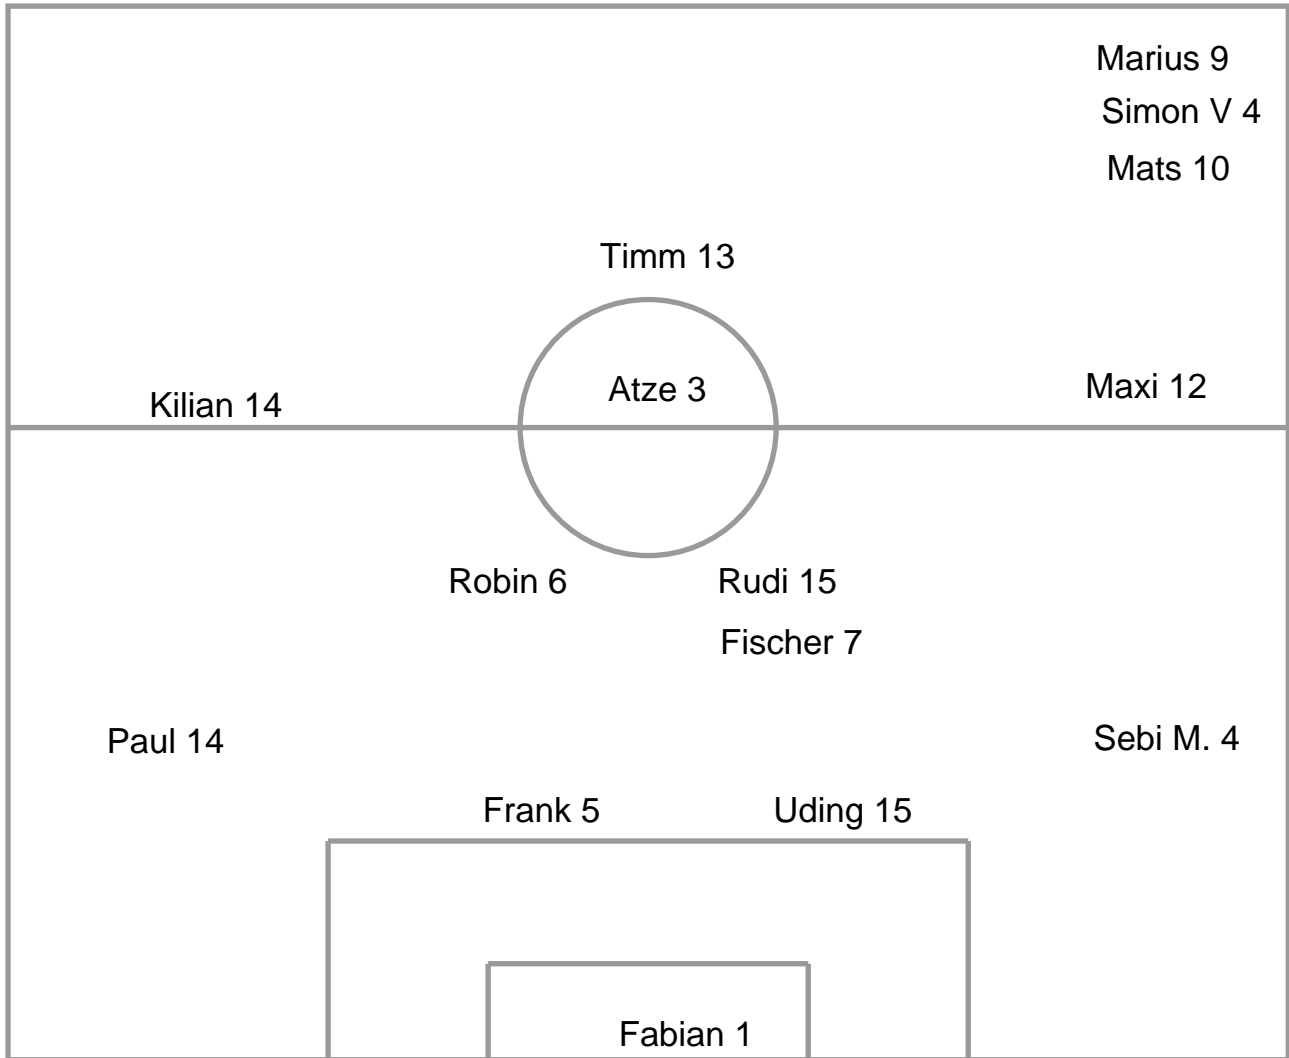 Marius 9
Simon V 4
Mats 10
Timm 13
Kilian 14
Atze 3
Maxi 12
Robin 6
Rudi 15
Fischer 7
Paul 14
Sebi M. 4
Frank 5
Uding 15
Fabian 1